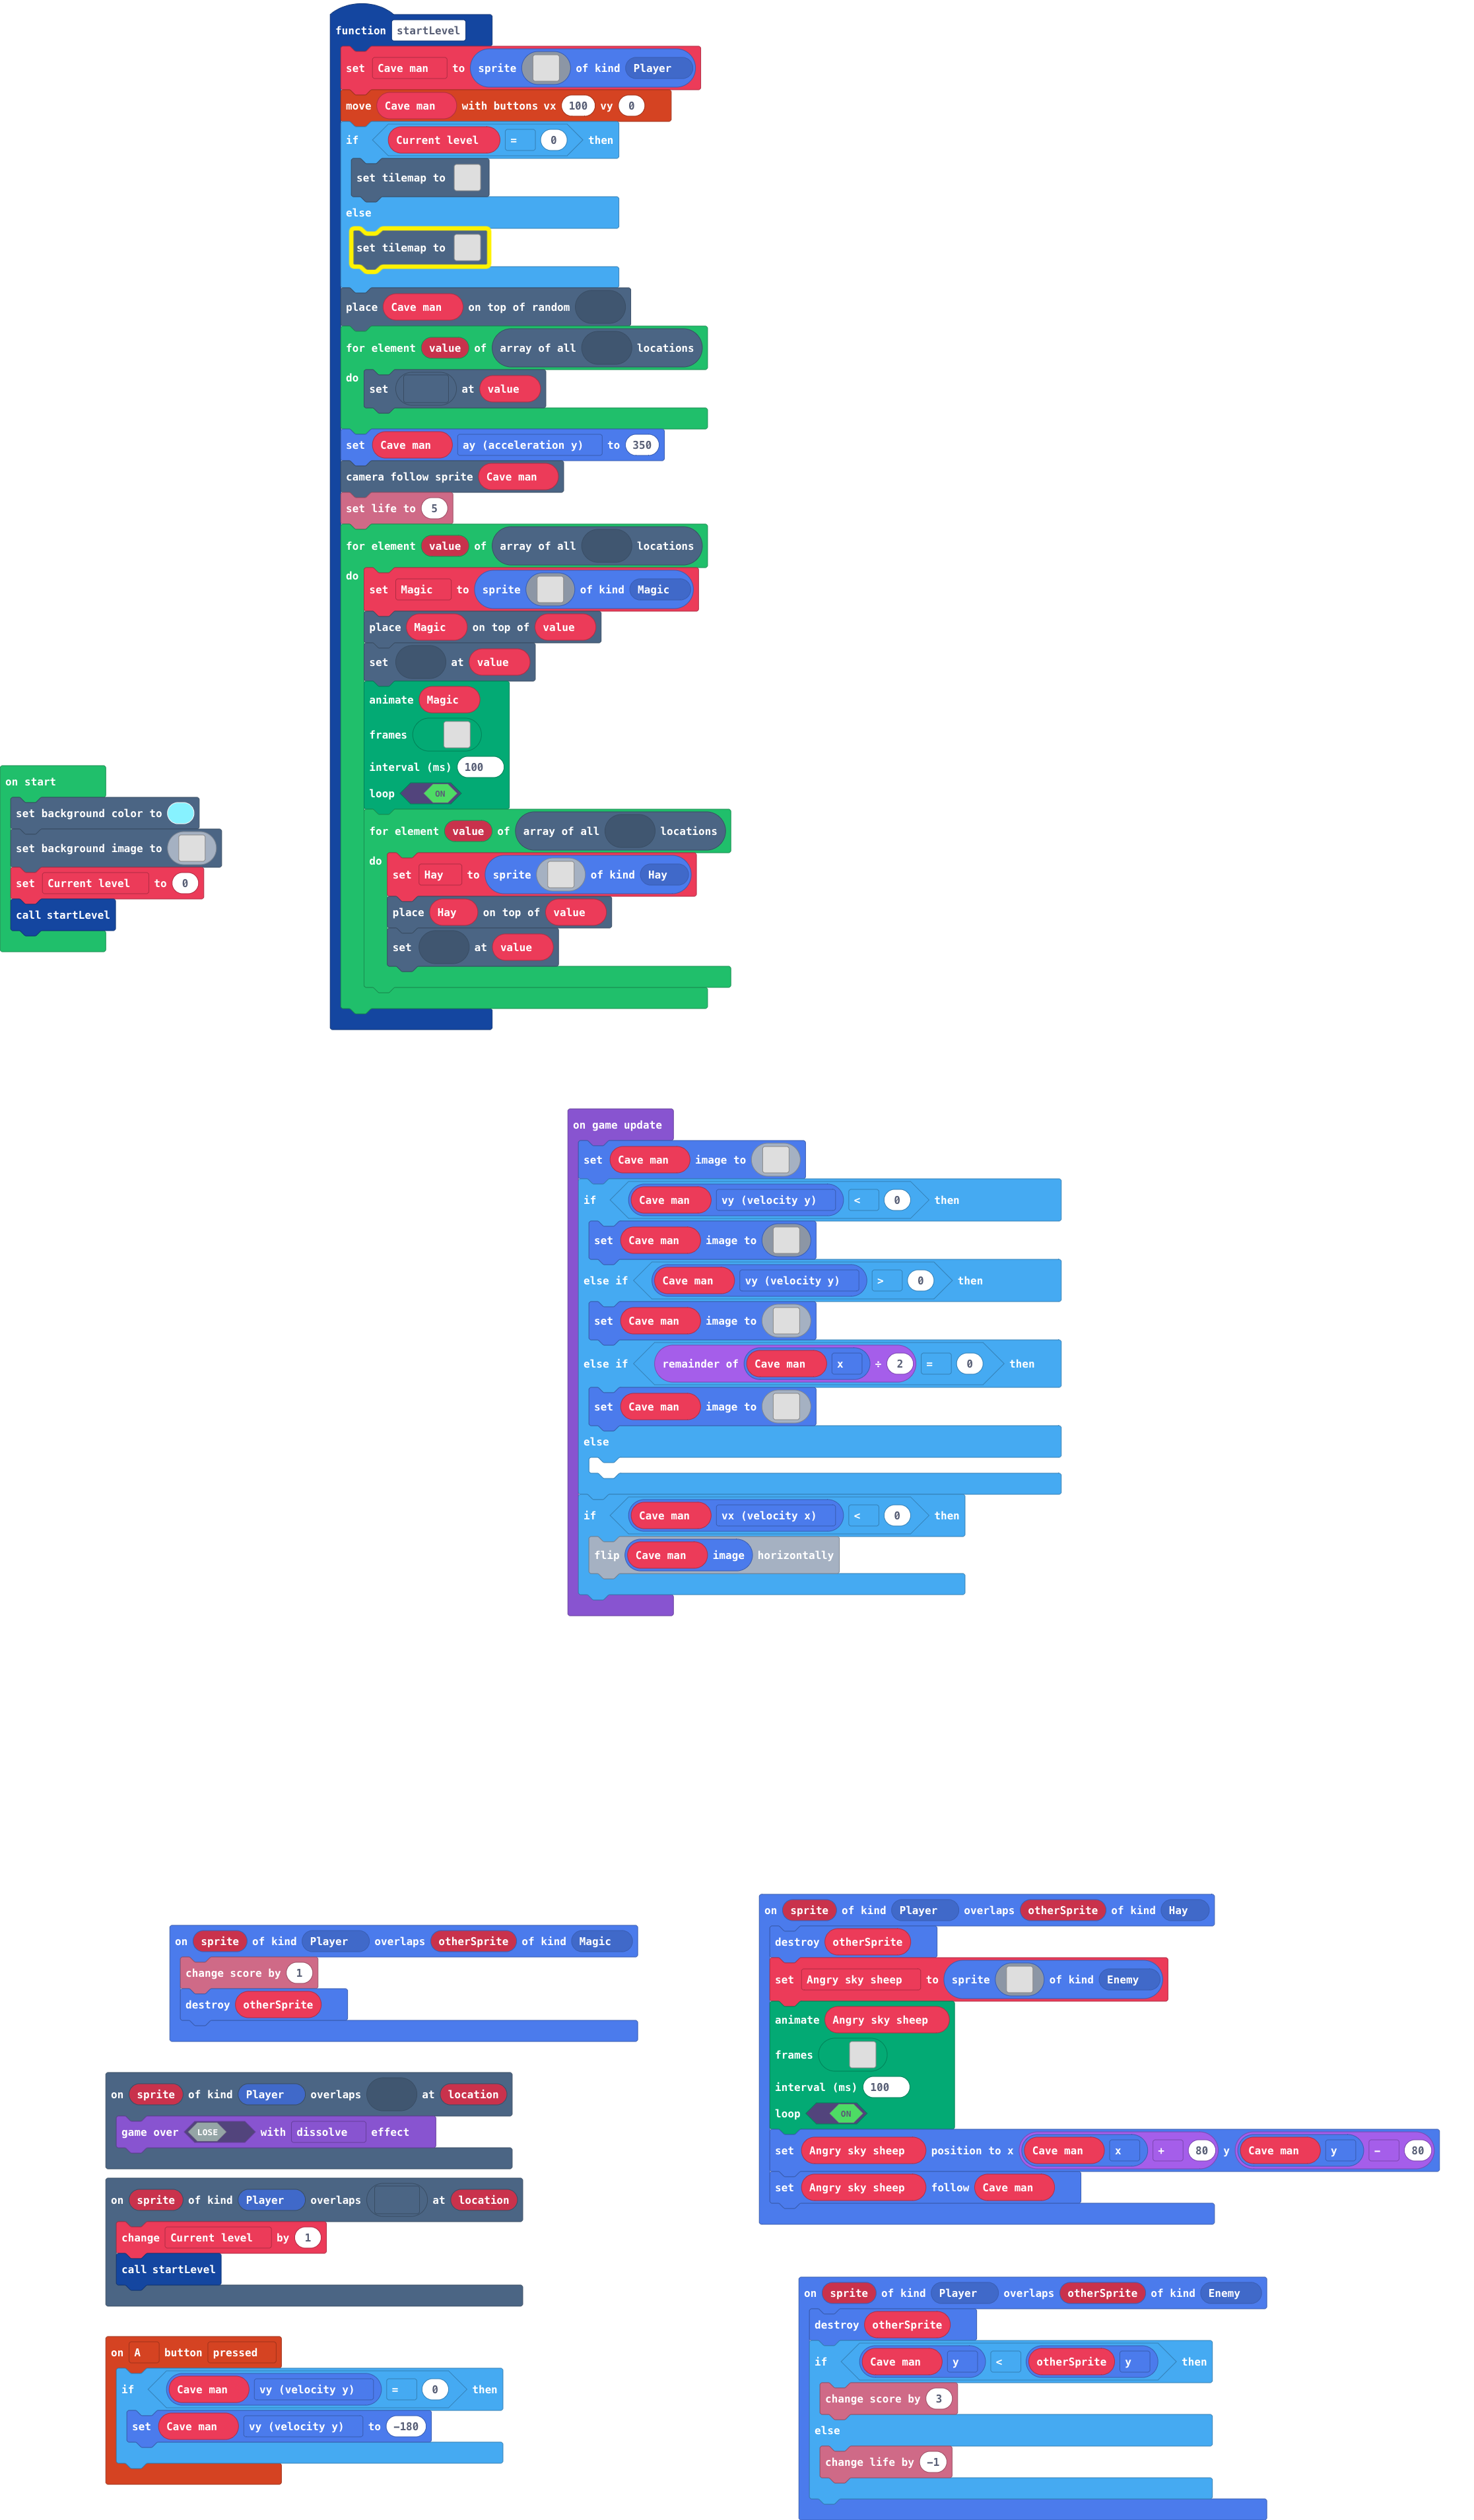 function startLevel
set Cave man to sprite of kind Player
move Cave man with buttons vx 100 vy 0
if Current level = 0 then
set tilemap to
else
set tilemap to
place Cave man on top of random
for element value of array of all locations
do set at value
set Cave man ay (acceleration y) to 350
camera follow sprite Cave man
set life to 5
for element value of array of all locations
do set Magic to sprite of kind Magic
place Magic on top of value
set at value
animate Magic
frames
interval (ms) 100
loop ON
for element value of array of all locations
do set Hay to sprite of kind Hay
place Hay on top of value
set at value
on start
set background color to
set background image to
set Current level to 0
call startLevel
on game update
set Cave man image to
if Cave man vy (velocity y) < 0 then
set Cave man image to
else if Cave man vy (velocity y) > 0 then
set Cave man image to
else if remainder of Cave man x ÷ 2 = 0 then
set Cave man image to
else
if Cave man vx (velocity x) < 0 then
flip Cave man image horizontally
on sprite of kind Player overlaps otherSprite of kind Magic
change score by 1
destroy otherSprite
on sprite of kind Player overlaps at location
game over LOSE with dissolve effect
on sprite of kind Player overlaps at location
change Current level by 1
call startLevel
on A button pressed
if Cave man vy (velocity y) = 0 then
set Cave man vy (velocity y) to -180
on sprite of kind Player overlaps otherSprite of kind Hay
destroy otherSprite
set Angry sky sheep to sprite of kind Enemy
animate Angry sky sheep
frames
interval (ms) 100
loop ON
set Angry sky sheep position to x Cave man x + 80 y Cave man y - 80
set Angry sky sheep follow Cave man
on sprite of kind Player overlaps otherSprite of kind Enemy
destroy otherSprite
if Cave man y < otherSprite y then
change score by 3
else
change life by -1